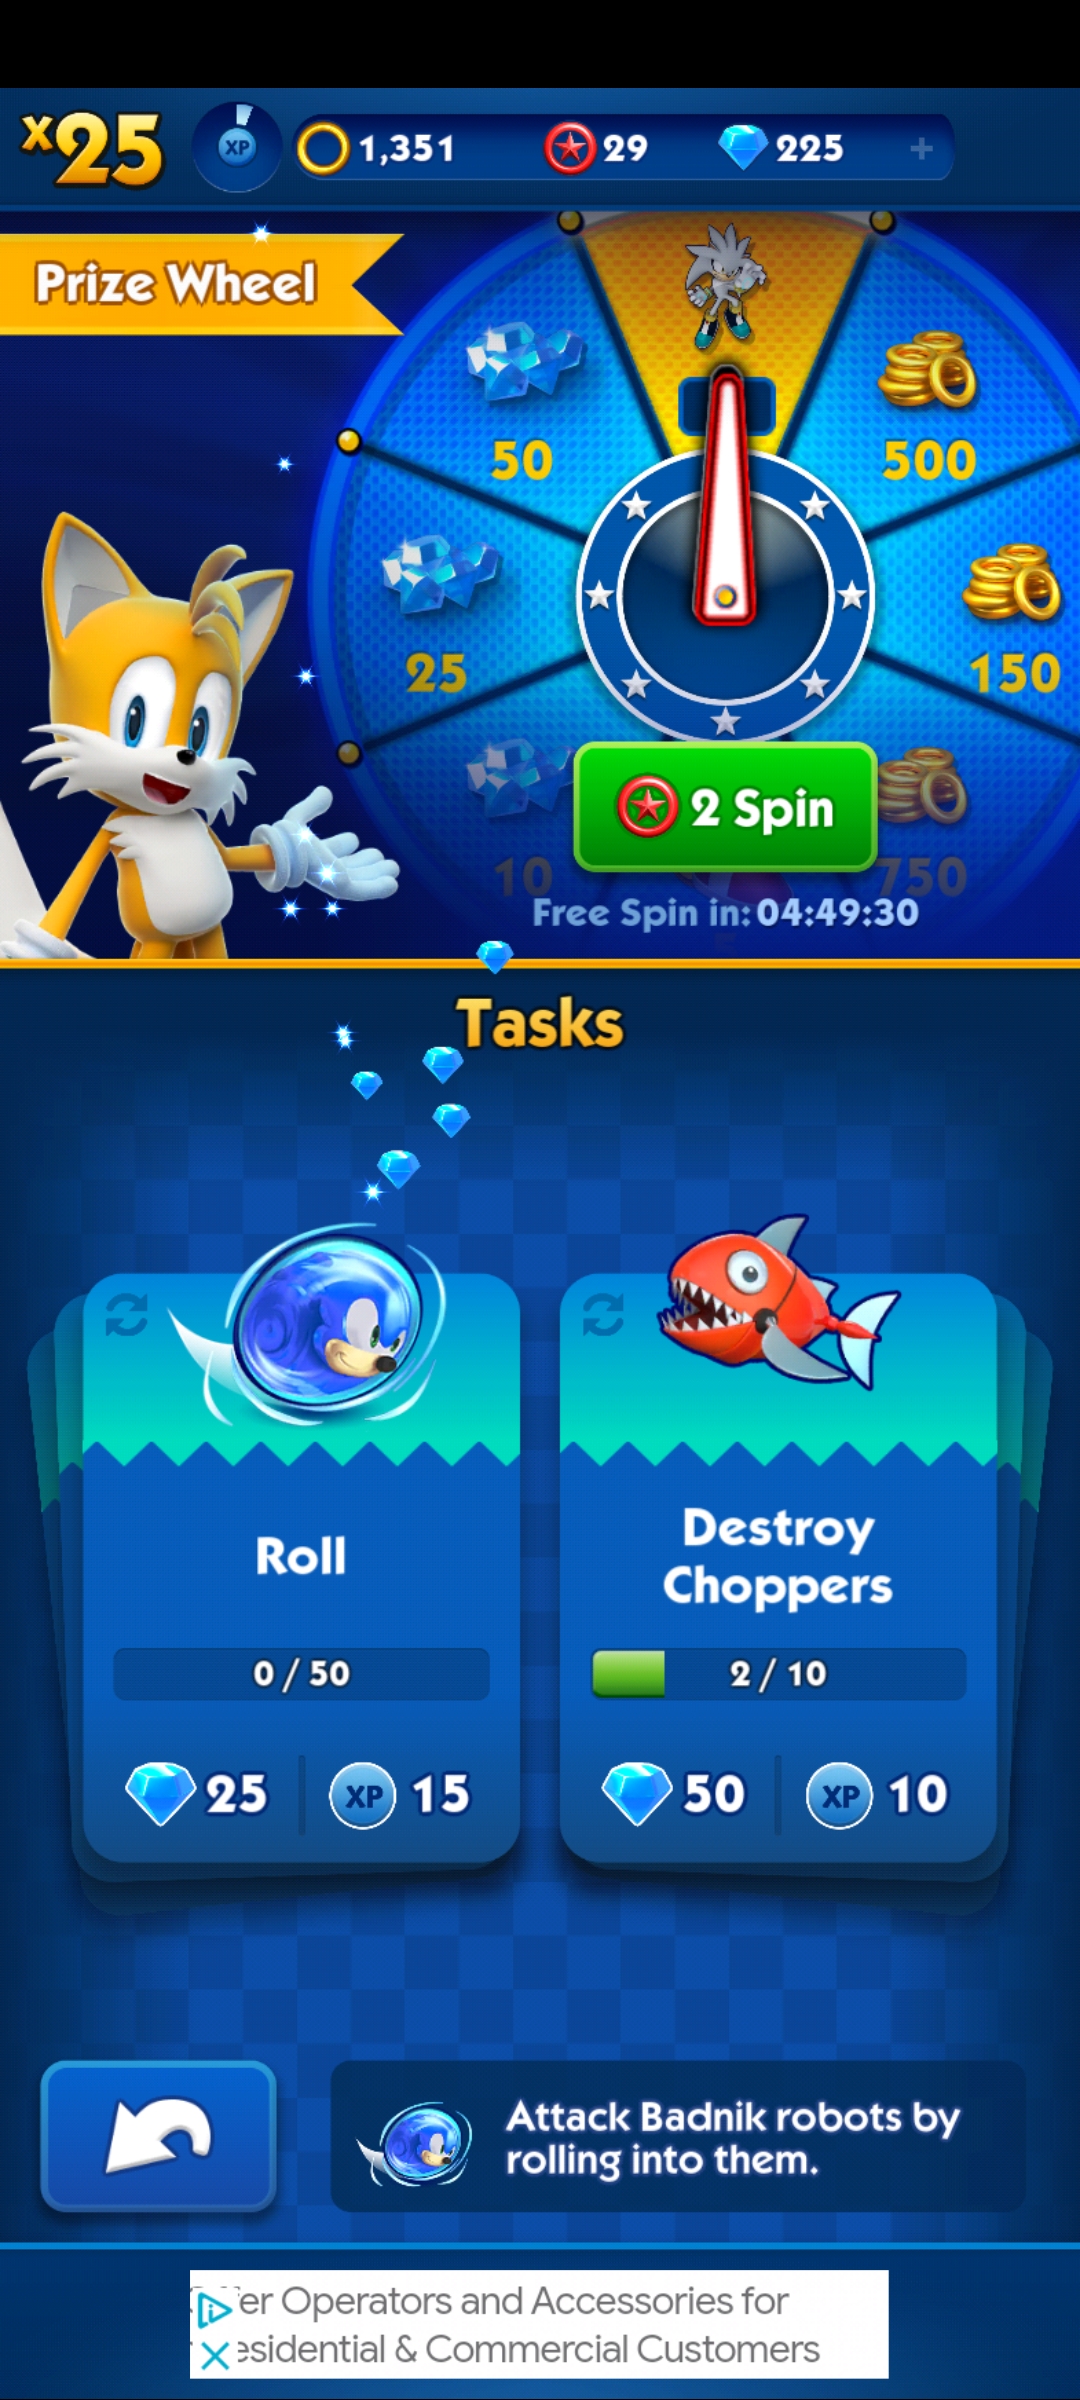 x25
XP
1,351
29
225
+
Prize Wheel
50
500
25
150
2 Spin
10
750
Free Spin in: 04:49:30
Tasks
Roll
0 / 50
25
XP 15
Destroy
Choppers
2 / 10
50
XP 10
Attack Badnik robots by
rolling into them.
Operators and Accessories for
& Commercial Customers